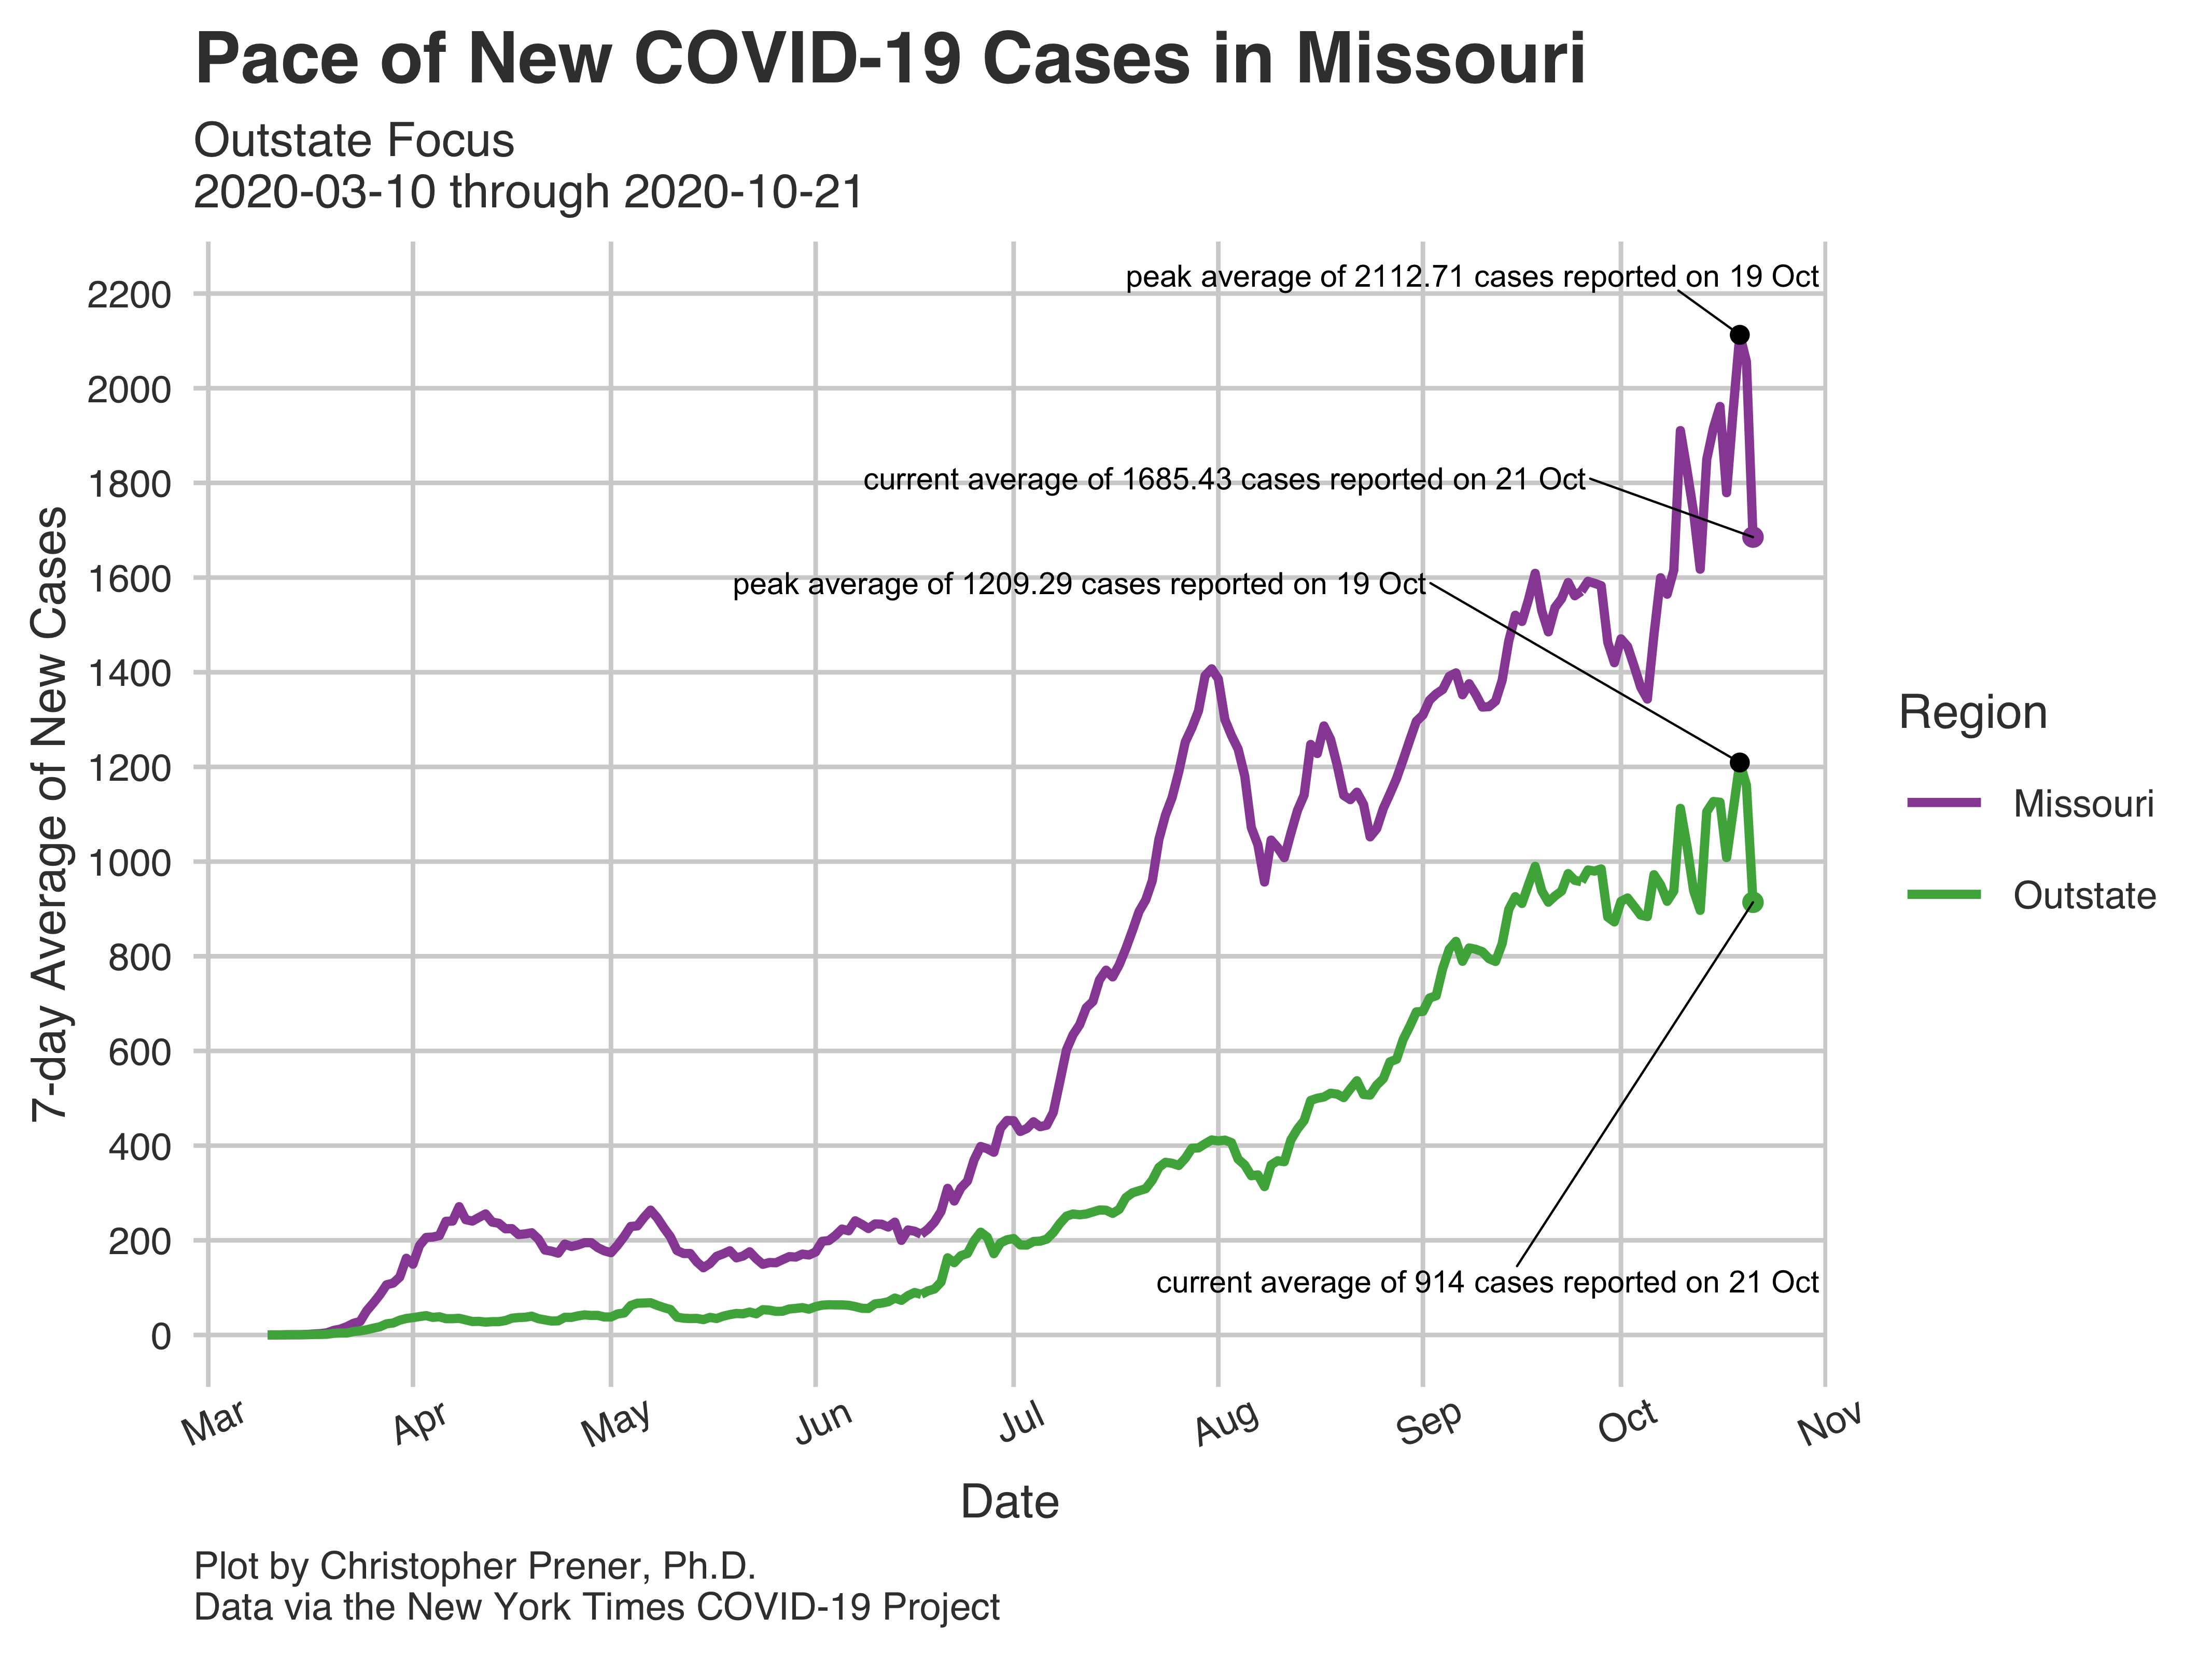 Pace of New COVID-19 Cases in Missouri
Outstate Focus
2020-03-10 through 2020-10-21
7-day Average of New Cases
2200
2000
1800
1600
1400
1200
1000
800
600
400
200
0
peak average of 2112.71 cases reported on 19 Oct
current average of 1685.43 cases reported on 21 Oct
peak average of 1209.29 cases reported on 19 Oct
current average of 914 cases reported on 21 Oct
Region
Missouri
Outstate
Mar
Apr
May
Jun
Jul
Aug
Sep
Oct
Nov
Date
Plot by Christopher Prener, Ph.D.
Data via the New York Times COVID-19 Project